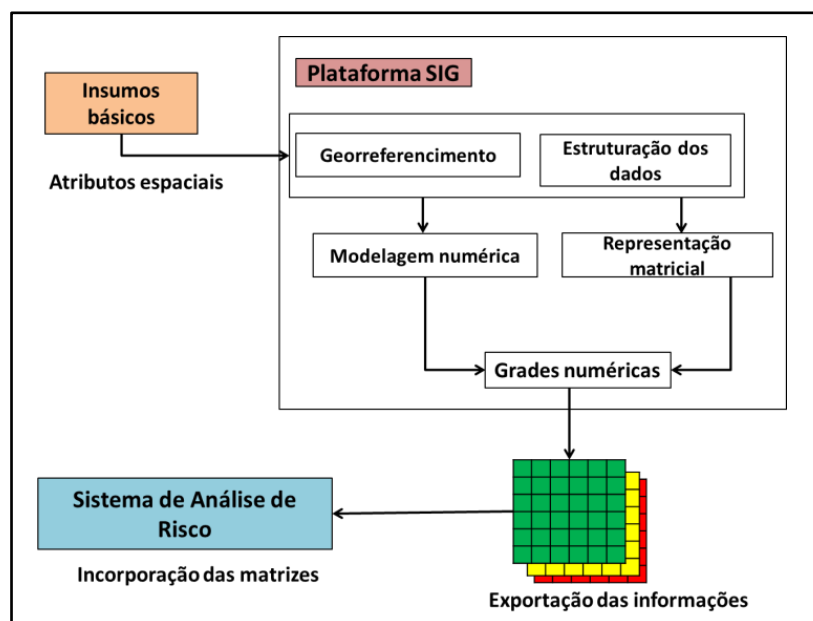 Plataforma SIG
Insumos
básicos
Georreferencimento
Estruturação dos
dados
Atributos espaciais
Modelagem numérica
Representação
matricial
Grades numéricas
Sistema de Análise de
Risco
Incorporação das matrizes
Exportação das informações